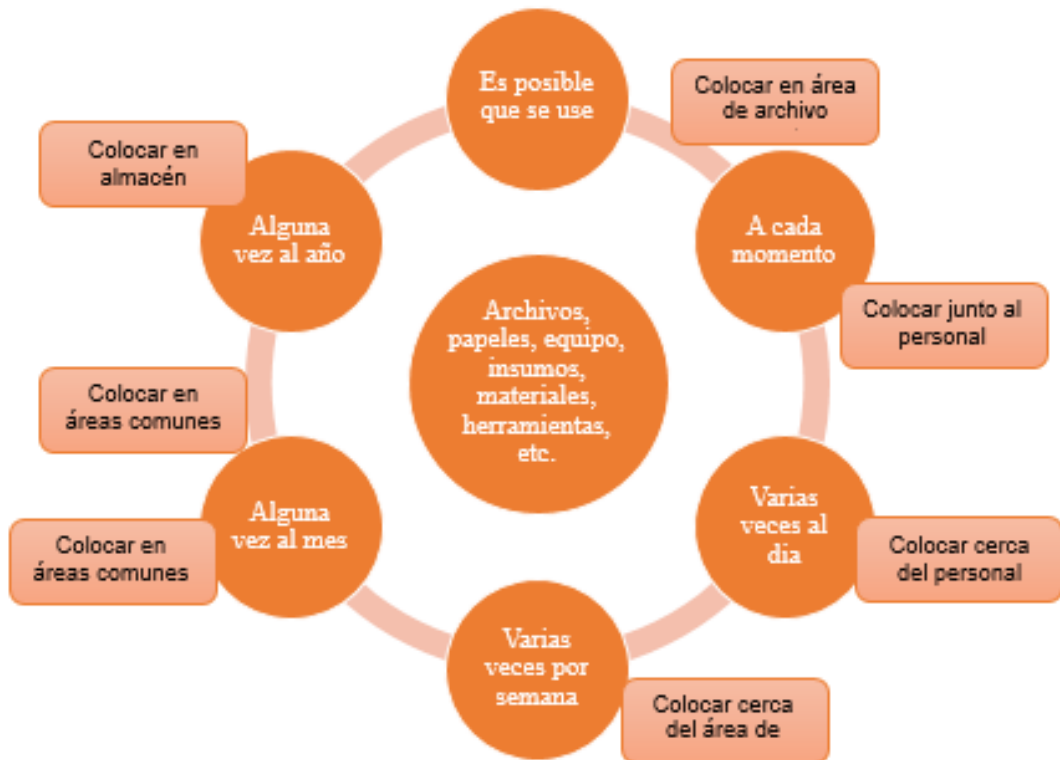 Es posible
que se use
Colocar en área
de archivo
A cada
momento
Colocar junto al
personal
Varias
veces al
dia
Colocar cerca
del personal
Varias
veces por
semana
Colocar cerca
del área de
Alguna
vez al mes
Colocar en
áreas comunes
Colocar en
áreas comunes
Alguna
vez al año
Colocar en
almacén
Archivos,
papeles, equipo,
insumos,
materiales,
herramientas,
etc.